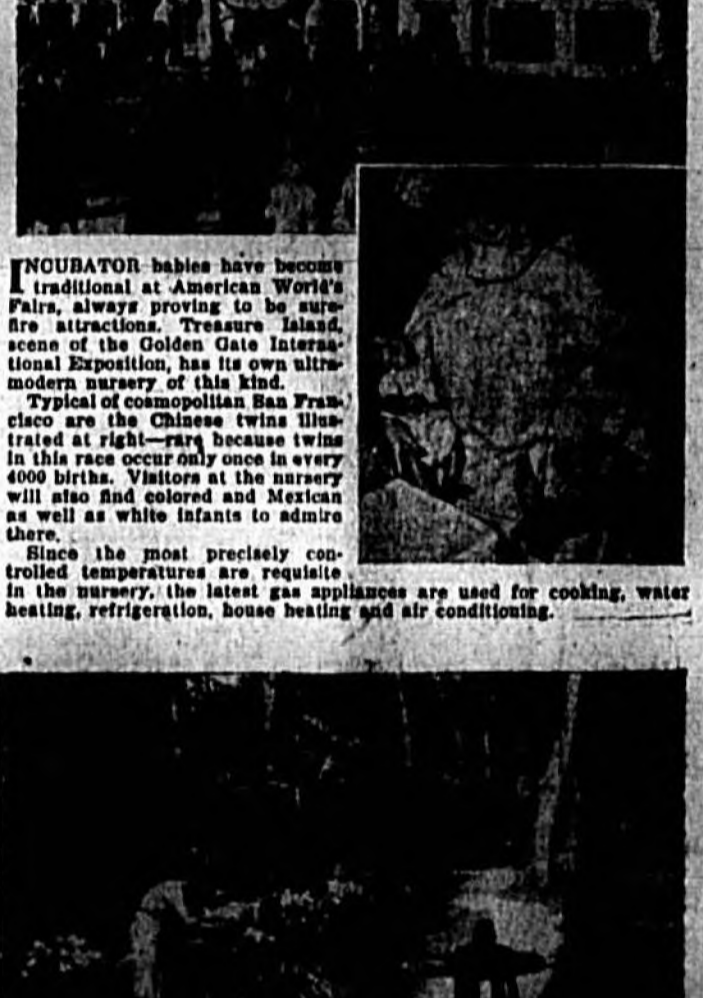 INCUBATOR babies have become
traditional at American World's
Fairs, always proving to be sure-
fire attractions. Treasure Island,
scene of the Golden Gate Interna-
tional Exposition, has its own ultra-
modern nursery of this kind.
Typical of cosmopolitan San Fran-
cisco are the Chinese twins illus-
trated at right—rare because twins
in this race occur only once in every
4000 births. Visitors at the nursery
will also find colored and Mexican
as well as white infants to admire
there.
Since the most precisely con-
trolled temperatures are requisite
in the nursery, the latest gas appliances are used for cooking, water
heating, refrigeration, house heating and air conditioning.